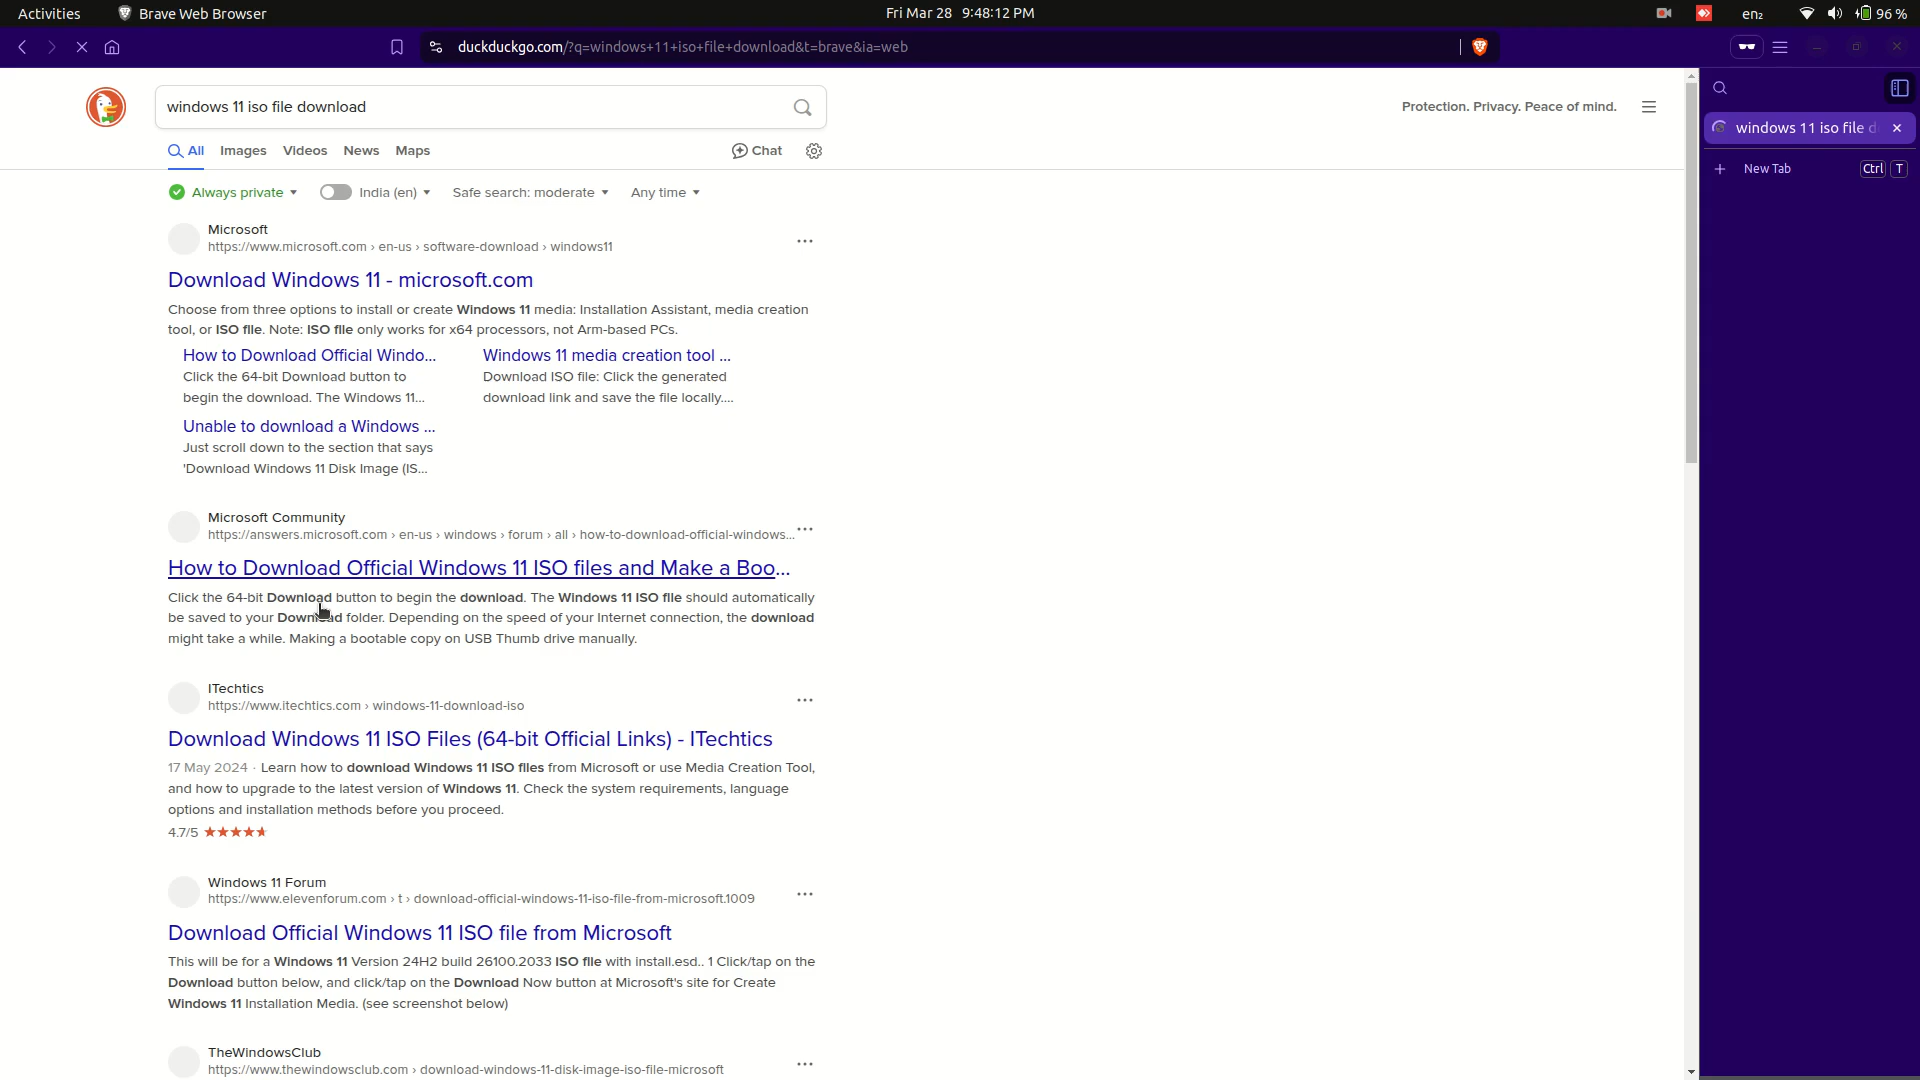 Activities
Brave Web Browser
Fri Mar 28 9:48:12 PM
en₂
96 %
duckduckgo.com/?q=windows+11+iso+file+download&t=brave&ia=web
windows 11 iso file download
Protection. Privacy. Peace of mind.
windows 11 iso file d
New Tab
Ctrl T
All Images Videos News Maps
Chat
Always private
India (en)
Safe search: moderate
Any time
Microsoft
https://www.microsoft.com › en-us › software-download › windows11
Download Windows 11 - microsoft.com
Choose from three options to install or create Windows 11 media: Installation Assistant, media creation
tool, or ISO file. Note: ISO file only works for x64 processors, not Arm-based PCs.
How to Download Official Windo...
Click the 64-bit Download button to
begin the download. The Windows 11...
Windows 11 media creation tool ...
Download ISO file: Click the generated
download link and save the file locally....
Unable to download a Windows ...
Just scroll down to the section that says
'Download Windows 11 Disk Image (IS...
Microsoft Community
https://answers.microsoft.com › en-us › windows › forum › all › how-to-download-official-windows...
How to Download Official Windows 11 ISO files and Make a Boo...
Click the 64-bit Download button to begin the download. The Windows 11 ISO file should automatically
be saved to your Download folder. Depending on the speed of your Internet connection, the download
might take a while. Making a bootable copy on USB Thumb drive manually.
ITechtics
https://www.itechtics.com › windows-11-download-iso
Download Windows 11 ISO Files (64-bit Official Links) - ITechtics
17 May 2024 · Learn how to download Windows 11 ISO files from Microsoft or use Media Creation Tool,
and how to upgrade to the latest version of Windows 11. Check the system requirements, language
options and installation methods before you proceed.
4.7/5
Windows 11 Forum
https://www.elevenforum.com › t › download-official-windows-11-iso-file-from-microsoft.1009
Download Official Windows 11 ISO file from Microsoft
This will be for a Windows 11 Version 24H2 build 26100.2033 ISO file with install.esd.. 1 Click/tap on the
Download button below, and click/tap on the Download Now button at Microsoft's site for Create
Windows 11 Installation Media. (see screenshot below)
TheWindowsClub
https://www.thewindowsclub.com › download-windows-11-disk-image-iso-file-microsoft